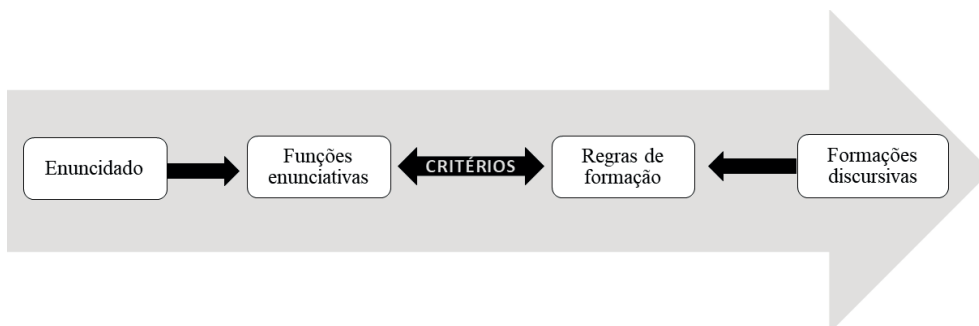 Enuncidado
Funções
enunciativas
CRITÉRIOS
Regras de
formação
Formações
discursivas